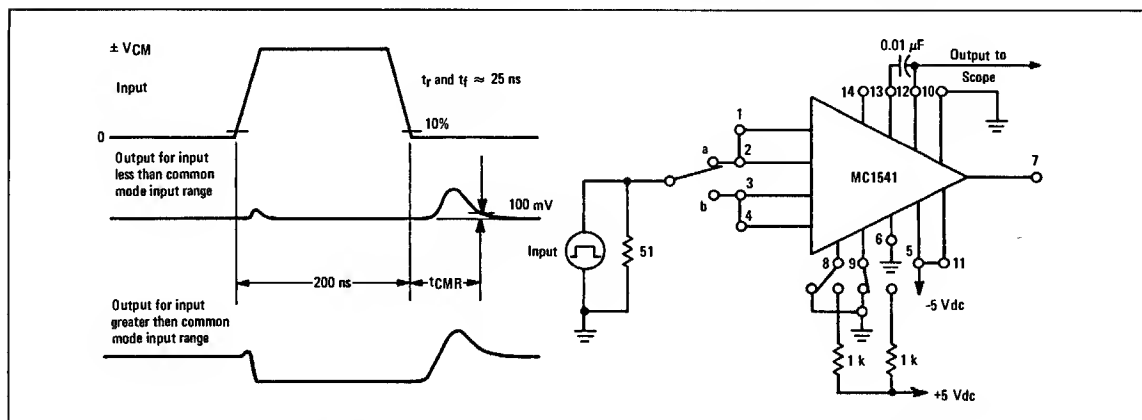 ± VCM
Input
0
tr and tf ≈ 25 ns
10%
Output for input
less than common
mode input range
100 mV
200 ns
tCMR
Output for input
greater then common
mode input range
0.01 µF
Output to
Scope
14
13
12
10
1
a
2
MC1541
7
3
b
4
Input
51
6
8
9
5
11
-5 Vdc
1 k
1 k
+5 Vdc